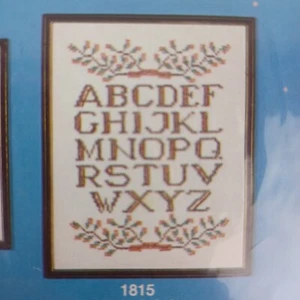 ABCDEF
GHIJKL
MNOPQ
RSTUV
WXYZ
1815